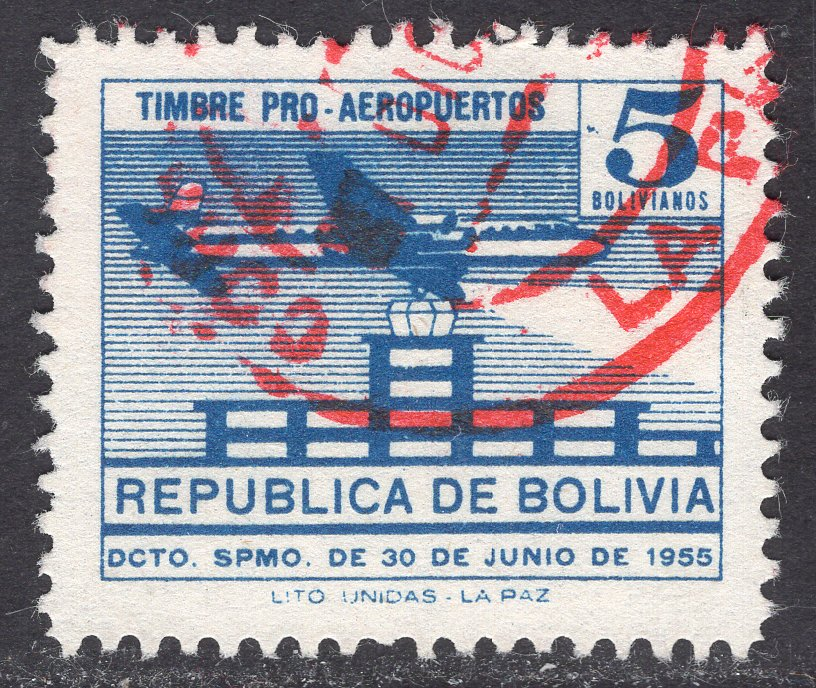 TIMBRE PRO-AEROPUERTOS
5
BOLIVIANOS
LA
REPUBLICA DE BOLIVIA
DCTO. SPMO. DE 30 DE JUNIO DE 1955
LITO. UNIDAS - LA PAZ